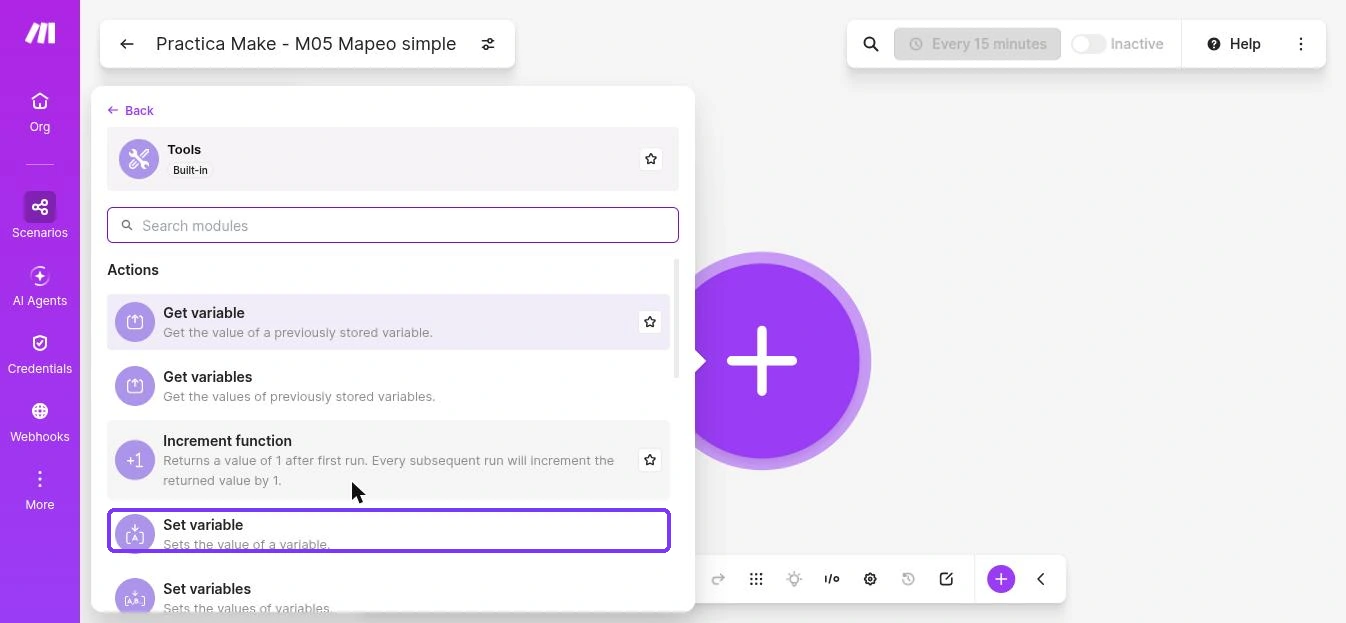 Practica Make - M05 Mapeo simple
Every 15 minutes
Inactive
Help
Org
Scenarios
AI Agents
Credentials
Webhooks
More
Back
Tools
Built-in
Search modules
Actions
Get variable
Get the value of a previously stored variable.
Get variables
Get the values of previously stored variables.
+1
Increment function
Returns a value of 1 after first run. Every subsequent run will increment the
returned value by 1.
[A]
Set variable
Sets the value of a variable.
[A,B,]
Set variables
Sets the values of variables.
I/O